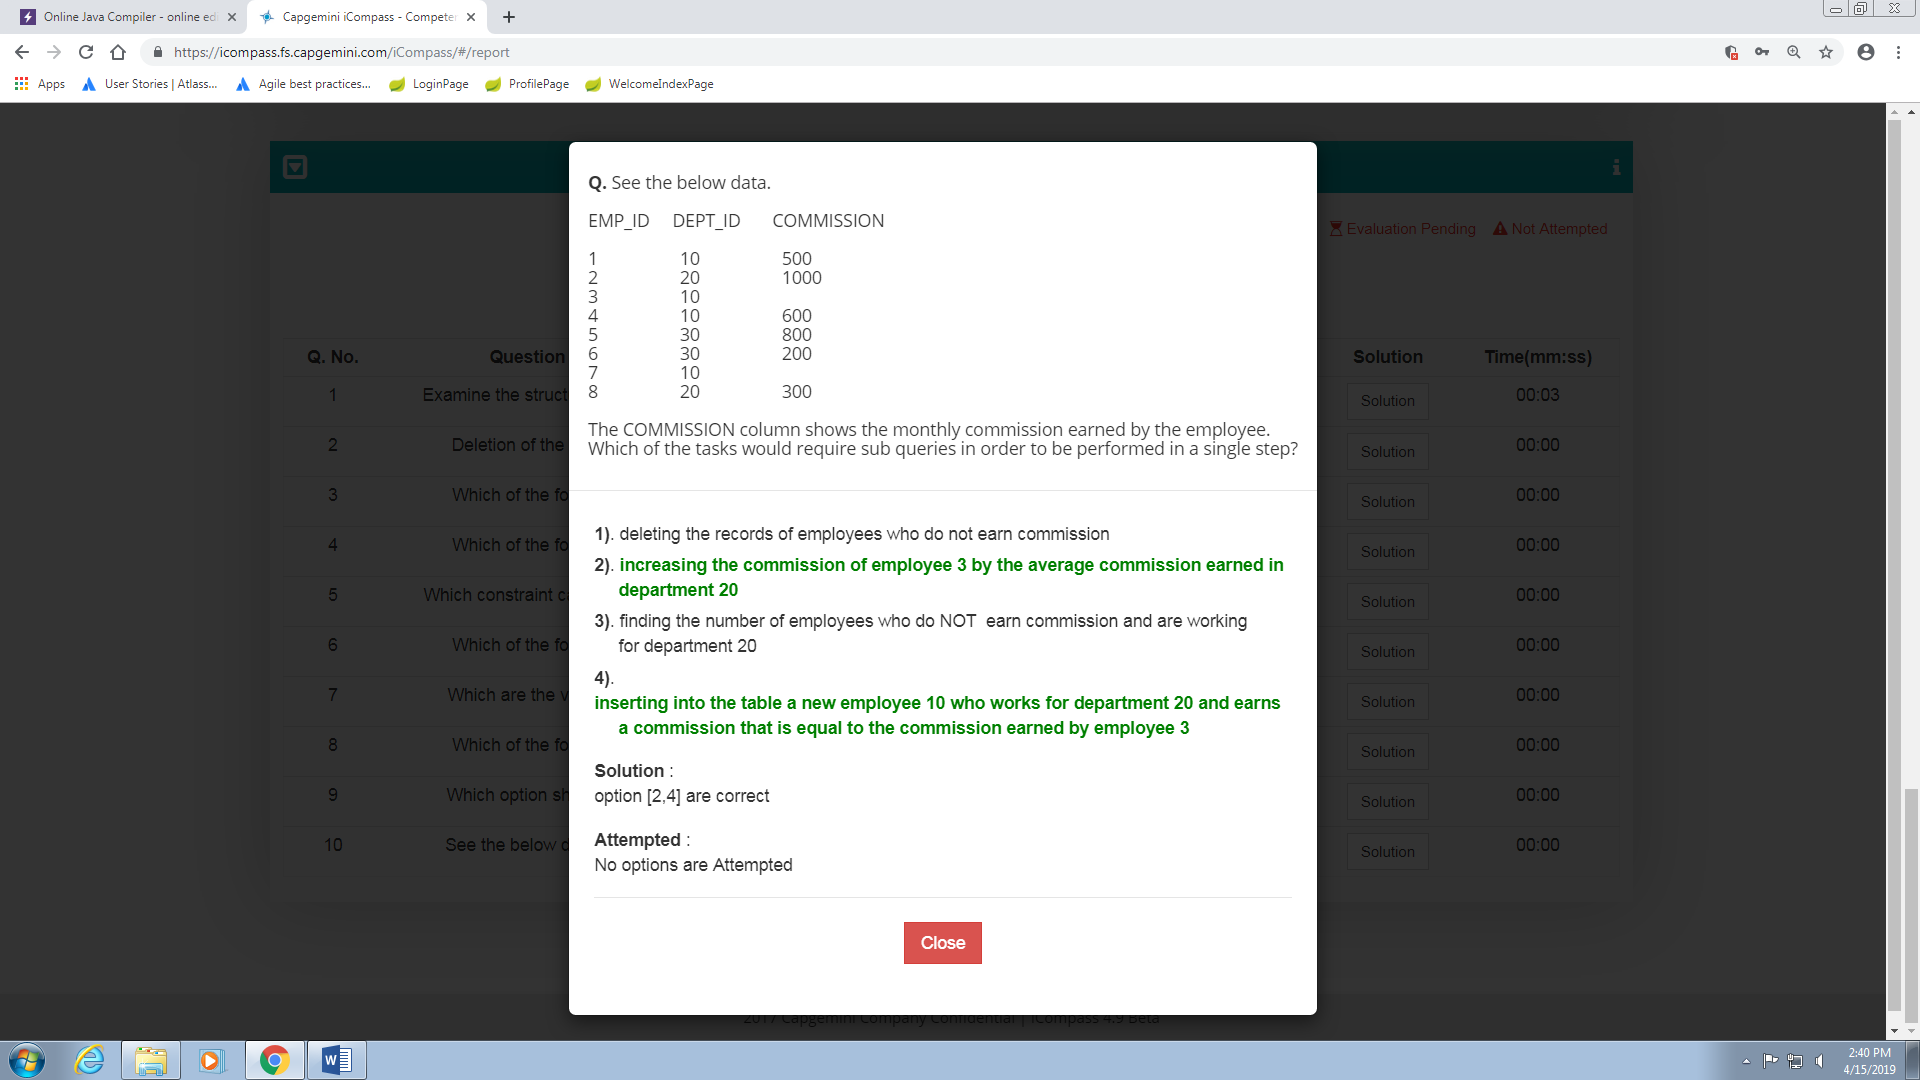 Online Java Compiler - online ed
Capgemini iCompass - Competen
https://icompass.fs.capgemini.com/iCompass/#/report
Apps
User Stories | Atlass...
Agile best practices...
LoginPage
ProfilePage
WelcomeIndexPage
Q. See the below data.
EMP_ID DEPT_ID COMMISSION
1 10 500
2 20 1000
3 10
4 10 600
5 30 800
6 30 200
7 10
8 20 300
The COMMISSION column shows the monthly commission earned by the employee.
Which of the tasks would require sub queries in order to be performed in a single step?
1). deleting the records of employees who do not earn commission
2). increasing the commission of employee 3 by the average commission earned in
department 20
3). finding the number of employees who do NOT earn commission and are working
for department 20
4).
inserting into the table a new employee 10 who works for department 20 and earns
a commission that is equal to the commission earned by employee 3
Solution :
option [2,4] are correct
Attempted :
No options are Attempted
Close
Evaluation Pending Not Attempted
Q. No. Question Solution Time(mm:ss)
1 Examine the struct Solution 00:03
2 Deletion of the Solution 00:00
3 Which of the fo Solution 00:00
4 Which of the fo Solution 00:00
5 Which constraint c Solution 00:00
6 Which of the fo Solution 00:00
7 Which are the v Solution 00:00
8 Which of the fo Solution 00:00
9 Which option sh Solution 00:00
10 See the below d Solution 00:00
2017 Capgemini Company Confidential | iCompass 4.9 Beta
2:40 PM
4/15/2019